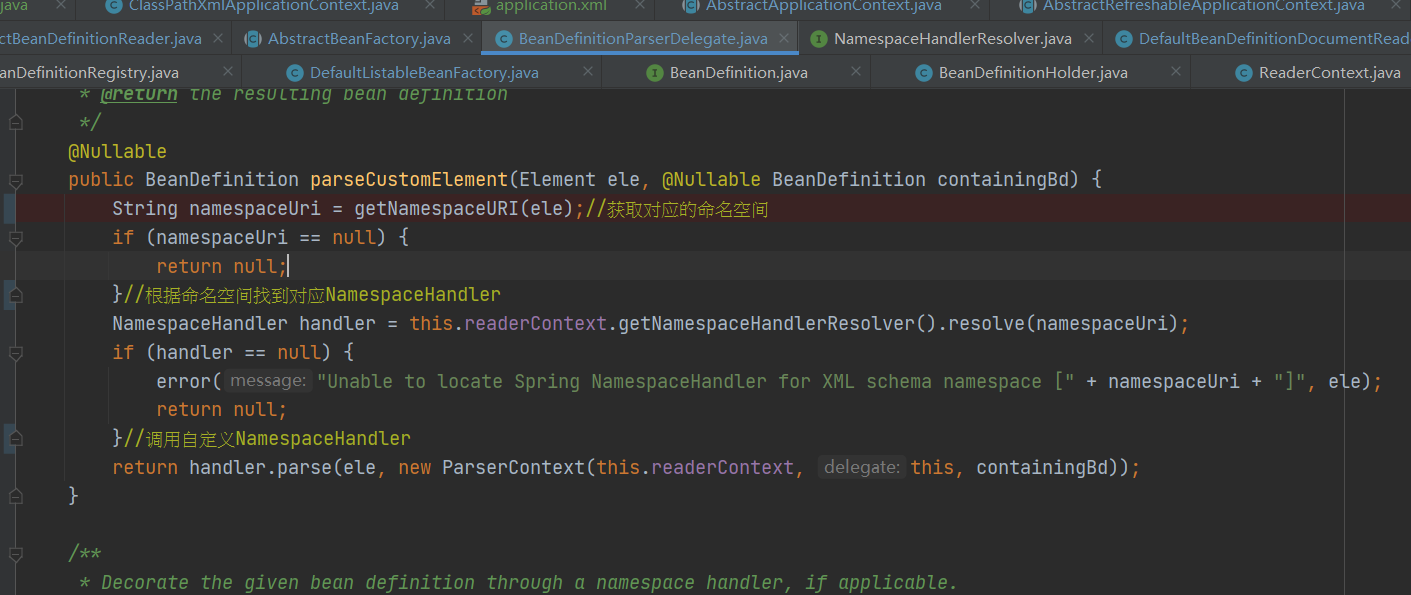 java ClassPathXmlApplicationContext.java application.xml AbstractApplicationContext.java AbstractRefreshableApplicationContext.java
ctBeanDefinitionReader.java AbstractBeanFactory.java BeanDefinitionParserDelegate.java NamespaceHandlerResolver.java DefaultBeanDefinitionDocumentRead
anDefinitionRegistry.java DefaultListableBeanFactory.java BeanDefinition.java BeanDefinitionHolder.java ReaderContext.java
* @return the resulting bean definition
*/
@Nullable
public BeanDefinition parseCustomElement(Element ele, @Nullable BeanDefinition containingBd) {
String namespaceUri = getNamespaceURI(ele);//获取对应的命名空间
if (namespaceUri == null) {
return null;
}//根据命名空间找到对应NamespaceHandler
NamespaceHandler handler = this.readerContext.getNamespaceHandlerResolver().resolve(namespaceUri);
if (handler == null) {
error( message: "Unable to locate Spring NamespaceHandler for XML schema namespace [" + namespaceUri + "]", ele);
return null;
}//调用自定义NamespaceHandler
return handler.parse(ele, new ParserContext(this.readerContext, delegate: this, containingBd));
}
/**
* Decorate the given bean definition through a namespace handler, if applicable.